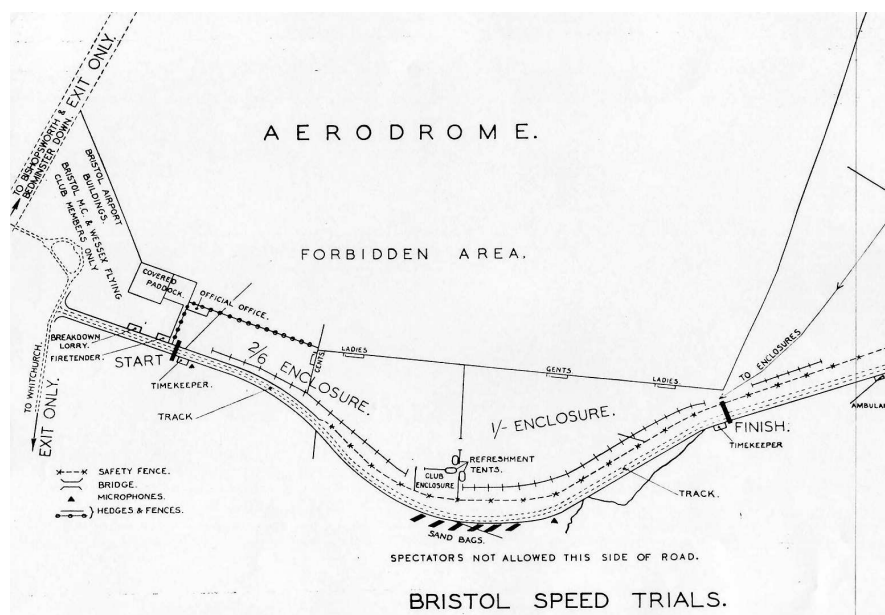 TO BISHOPSWORTH &
BEDMINSTER DOWN
EXIT ONLY.
AERODROME.
BRISTOL AIRPORT
BUILDINGS.
BRISTOL M.C. & WESSEX FLYING
CLUB MEMBERS ONLY
FORBIDDEN AREA.
COVERED
PADDOCK.
OFFICIAL OFFICE.
BREAKDOWN
LORRY.
FIRETENDER.
START
TIMEKEEPER.
TRACK
2/6 ENCLOSURE.
GENTS
LADIES
GENTS
LADIES
TO ENCLOSURES
1/- ENCLOSURE.
CLUB
ENCLOSURE
REFRESHMENT
TENTS.
FINISH.
TIMEKEEPER
AMBULAN
TRACK.
TO WHITCHURCH.
EXIT ONLY.
SAFETY FENCE.
BRIDGE.
MICROPHONES.
HEDGES & FENCES.
SAND BAGS.
SPECTATORS NOT ALLOWED THIS SIDE OF ROAD.
BRISTOL SPEED TRIALS.